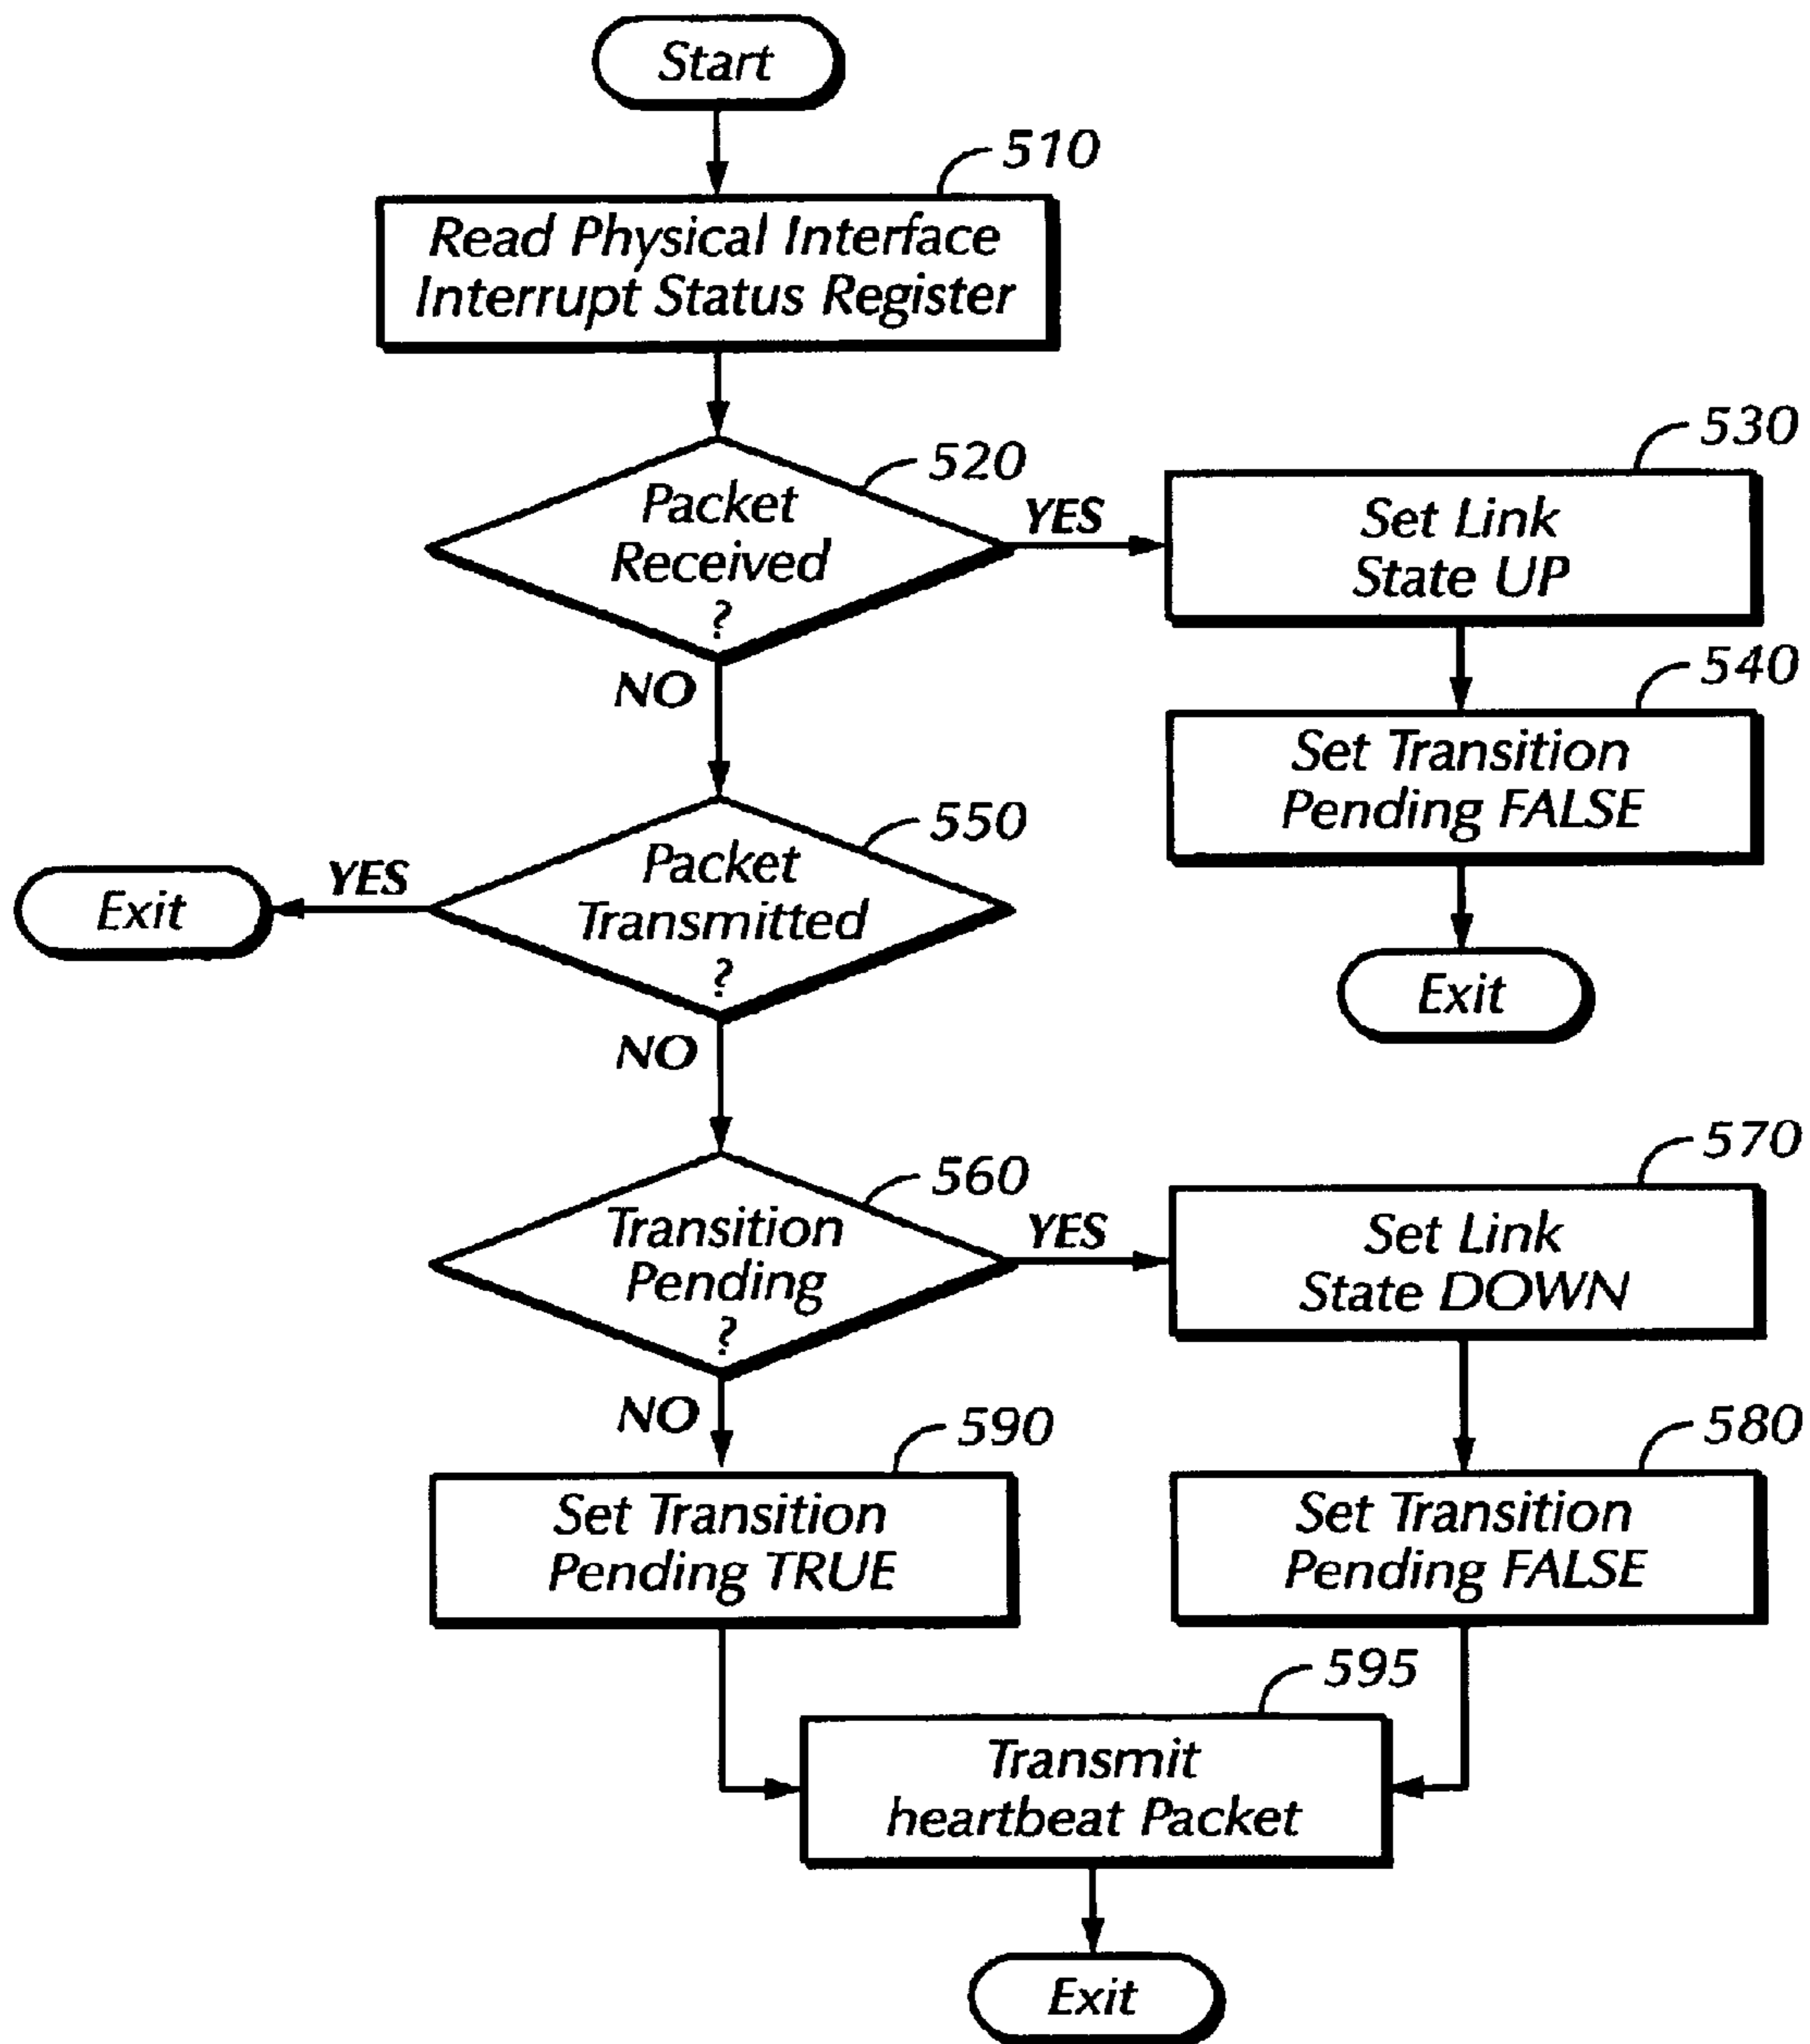 Start
510
Read Physical Interface
Interrupt Status Register
520
Packet
Received
?
YES
530
Set Link
State UP
NO
540
Set Transition
Pending FALSE
Exit
550
Packet
Transmitted
?
YES
Exit
NO
560
Transition
Pending
?
YES
570
Set Link
State DOWN
NO
590
Set Transition
Pending TRUE
580
Set Transition
Pending FALSE
595
Transmit
heartbeat Packet
Exit